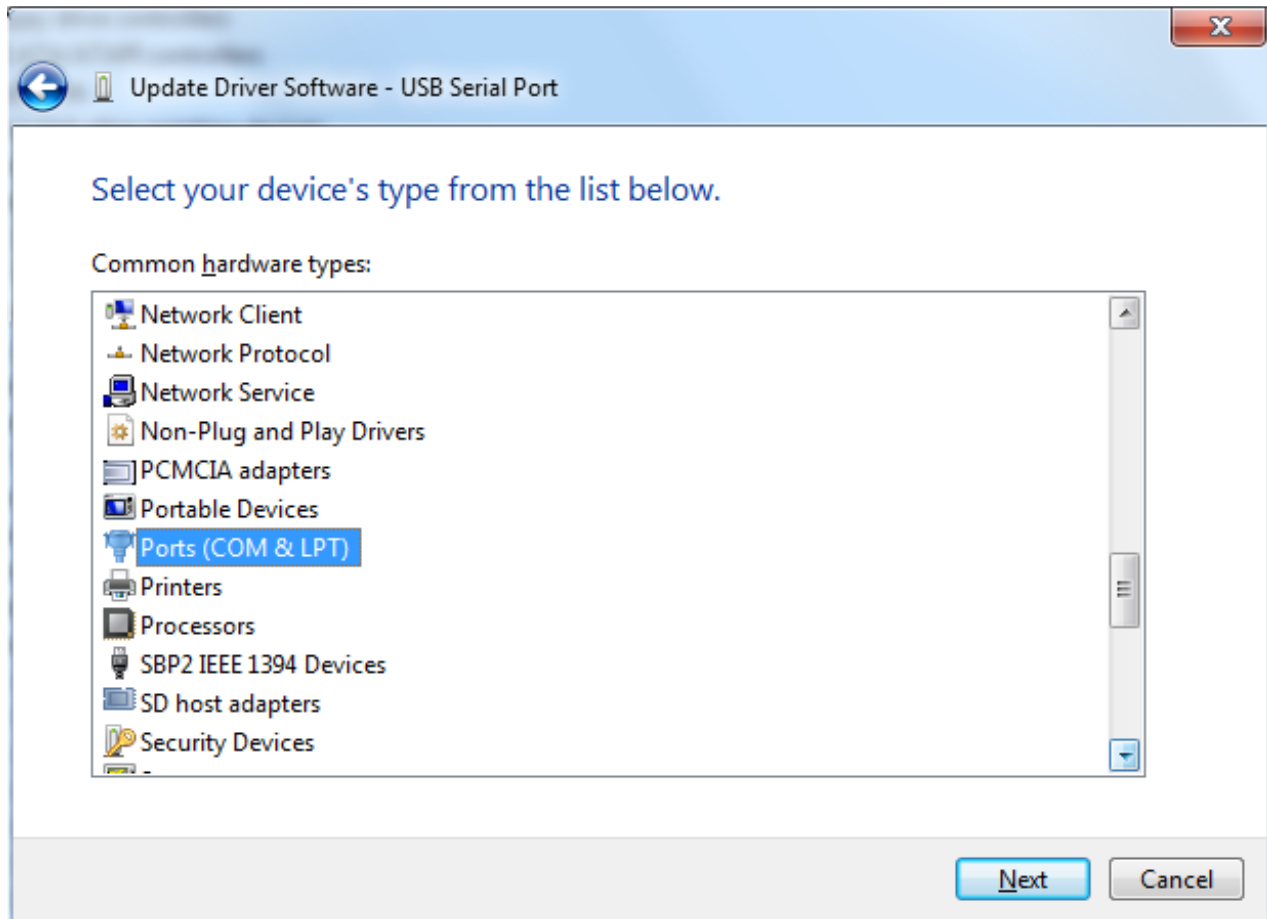 Update Driver Software - USB Serial Port
Select your device's type from the list below.
Common hardware types:
Network Client
Network Protocol
Network Service
Non-Plug and Play Drivers
PCMCIA adapters
Portable Devices
Ports (COM & LPT)
Printers
Processors
SBP2 IEEE 1394 Devices
SD host adapters
Security Devices
Next Cancel